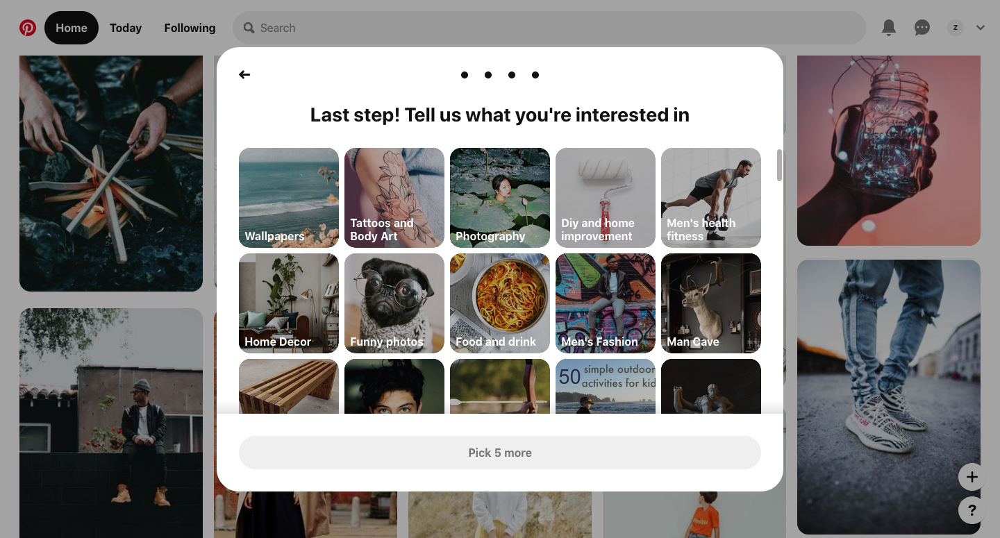 Home
Today
Following
Search
z
Last step! Tell us what you're interested in
Wallpapers
Tattoos and
Body Art
Photography
Diy and home
improvement
Men's health
fitness
Home Decor
Funny photos
Food and drink
Men's Fashion
Man Cave
50 simple outdoor
activities for kid
Pick 5 more
+
?